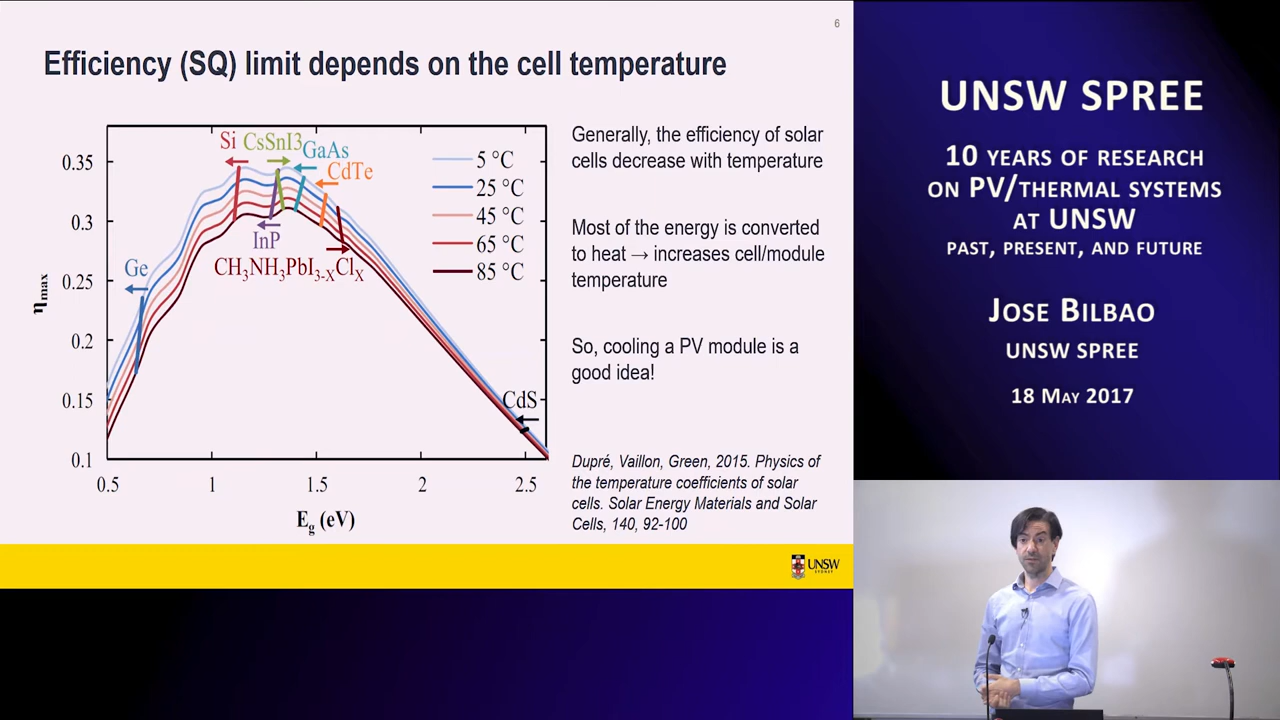 6
Efficiency (SQ) limit depends on the cell temperature
0.35
0.3
0.25
0.2
0.15
0.1
ηmax
0.5
1
1.5
2
2.5
Eg (eV)
Si
CsSnI3
GaAs
CdTe
InP
CH3NH3PbI3-XClX
Ge
CdS
5 °C
25 °C
45 °C
65 °C
85 °C
Generally, the efficiency of solar
cells decrease with temperature
Most of the energy is converted
to heat → increases cell/module
temperature
So, cooling a PV module is a
good idea!
Dupré, Vaillon, Green, 2015. Physics of
the temperature coefficients of solar
cells. Solar Energy Materials and Solar
Cells, 140, 92-100
UNSW
SYDNEY
UNSW SPREE
10 YEARS OF RESEARCH
ON PV/THERMAL SYSTEMS
AT UNSW
PAST, PRESENT, AND FUTURE
JOSE BILBAO
UNSW SPREE
18 MAY 2017